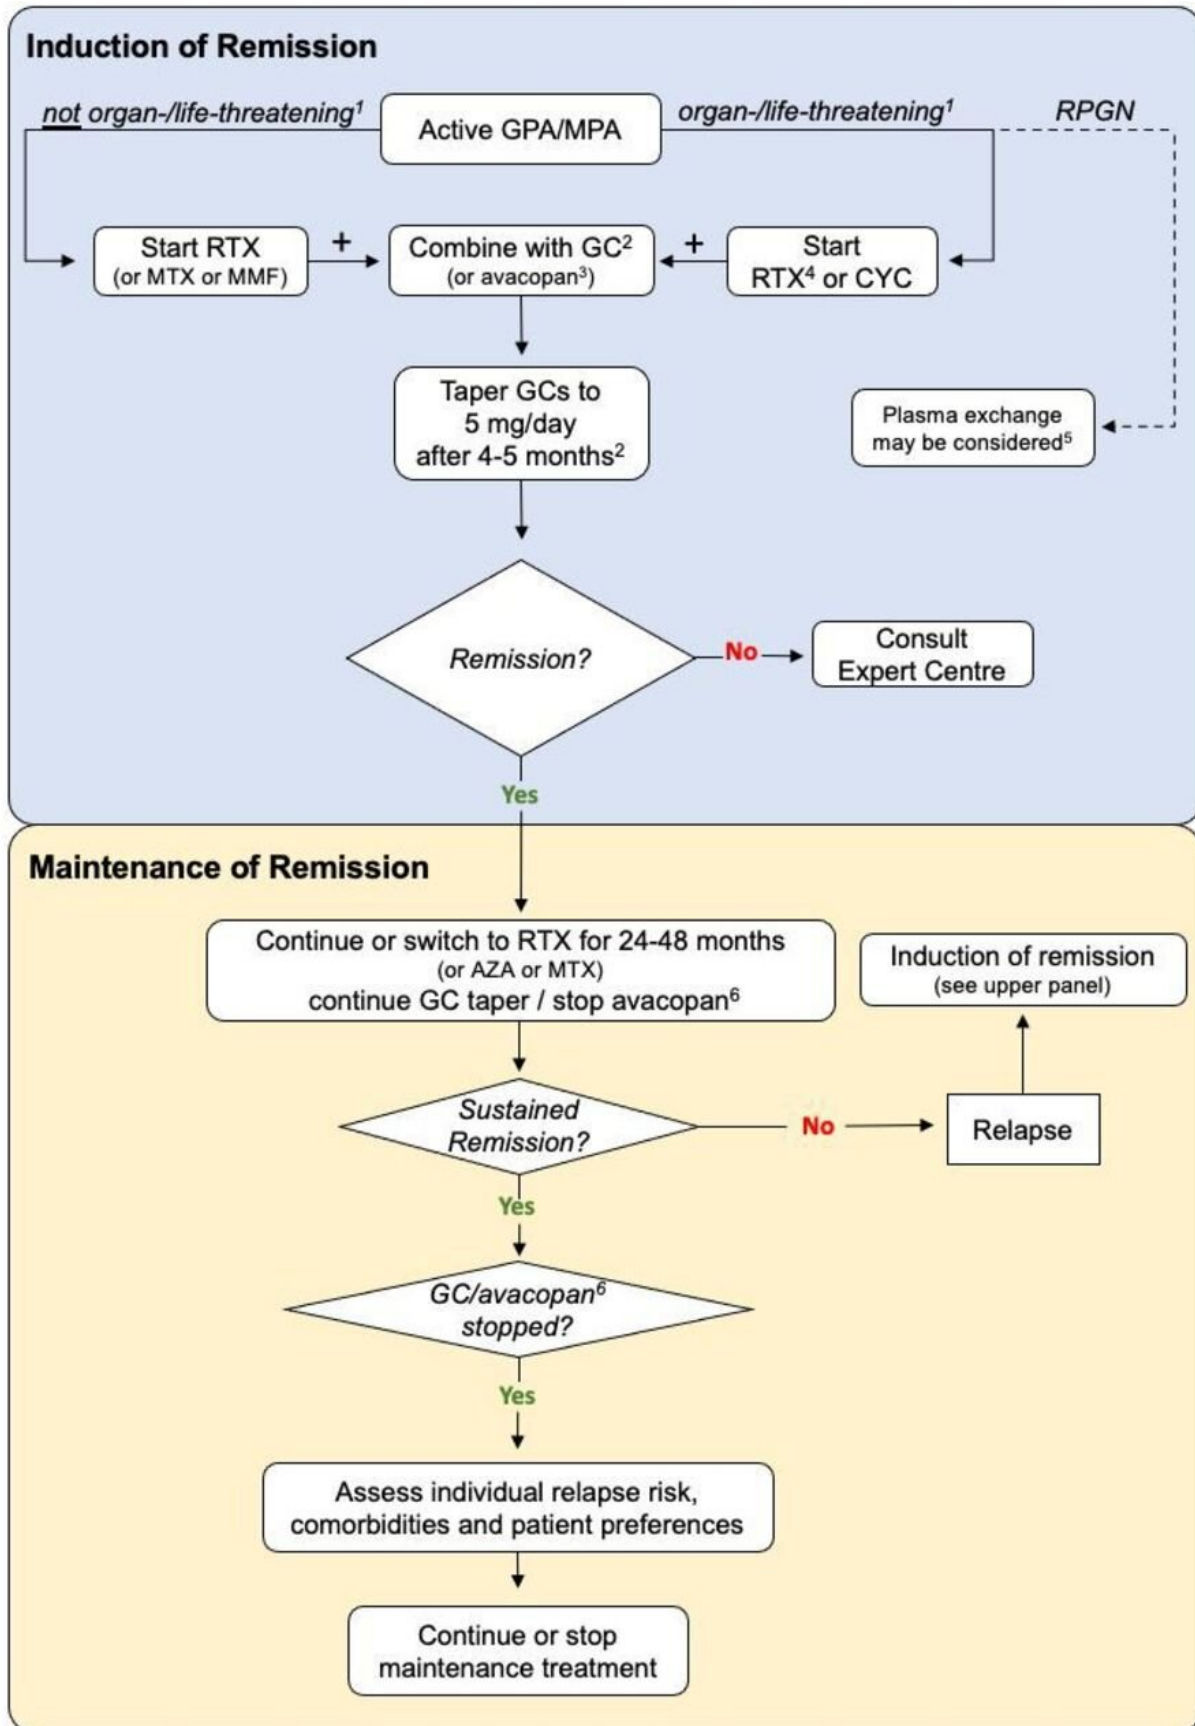 Induction of Remission
not organ-/life-threatening¹
Active GPA/MPA
organ-/life-threatening¹
RPGN
Start RTX
(or MTX or MMF)
+
Combine with GC²
(or avacopan³)
+
Start
RTX⁴ or CYC
Taper GCs to
5 mg/day
after 4-5 months²
Plasma exchange
may be considered⁵
Remission?
No
Consult
Expert Centre
Yes
Maintenance of Remission
Continue or switch to RTX for 24-48 months
(or AZA or MTX)
continue GC taper / stop avacopan⁶
Induction of remission
(see upper panel)
Sustained
Remission?
No
Relapse
Yes
GC/avacopan⁶
stopped?
Yes
Assess individual relapse risk,
comorbidities and patient preferences
Continue or stop
maintenance treatment